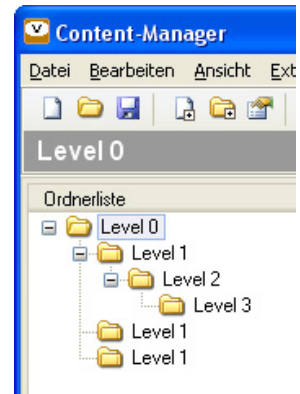 Content-Manager
Datei Bearbeiten Ansicht Ext
Level 0
Ordnerliste
Level 0
Level 1
Level 2
Level 3
Level 1
Level 1